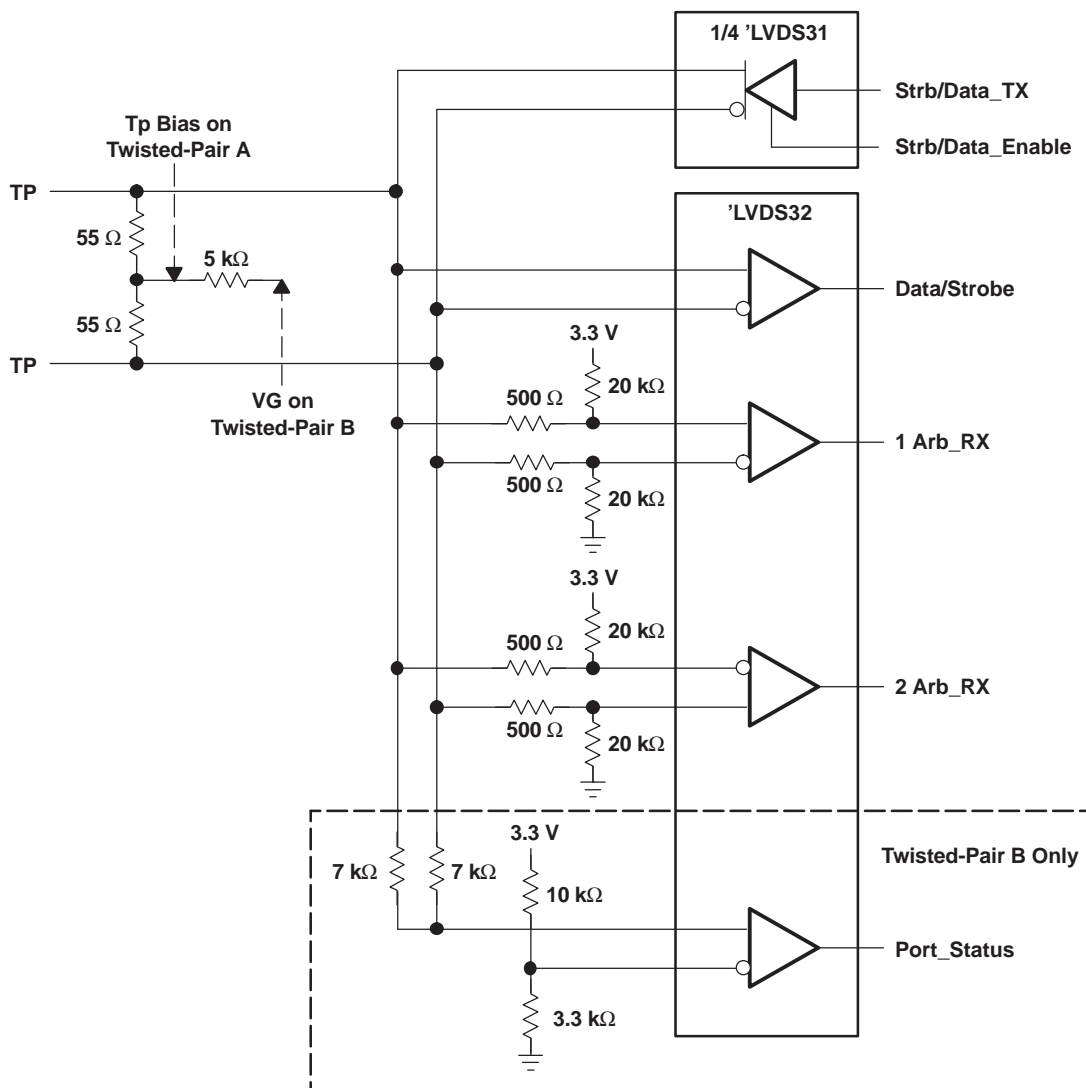 1/4 ’LVDS31
Strb/Data_TX
Strb/Data_Enable
Tp Bias on
Twisted-Pair A
TP
55 Ω
5 kΩ
55 Ω
TP
VG on
Twisted-Pair B
’LVDS32
Data/Strobe
3.3 V
20 kΩ
500 Ω
1 Arb_RX
500 Ω
20 kΩ
3.3 V
20 kΩ
500 Ω
2 Arb_RX
500 Ω
20 kΩ
3.3 V
Twisted-Pair B Only
7 kΩ
7 kΩ
10 kΩ
Port_Status
3.3 kΩ